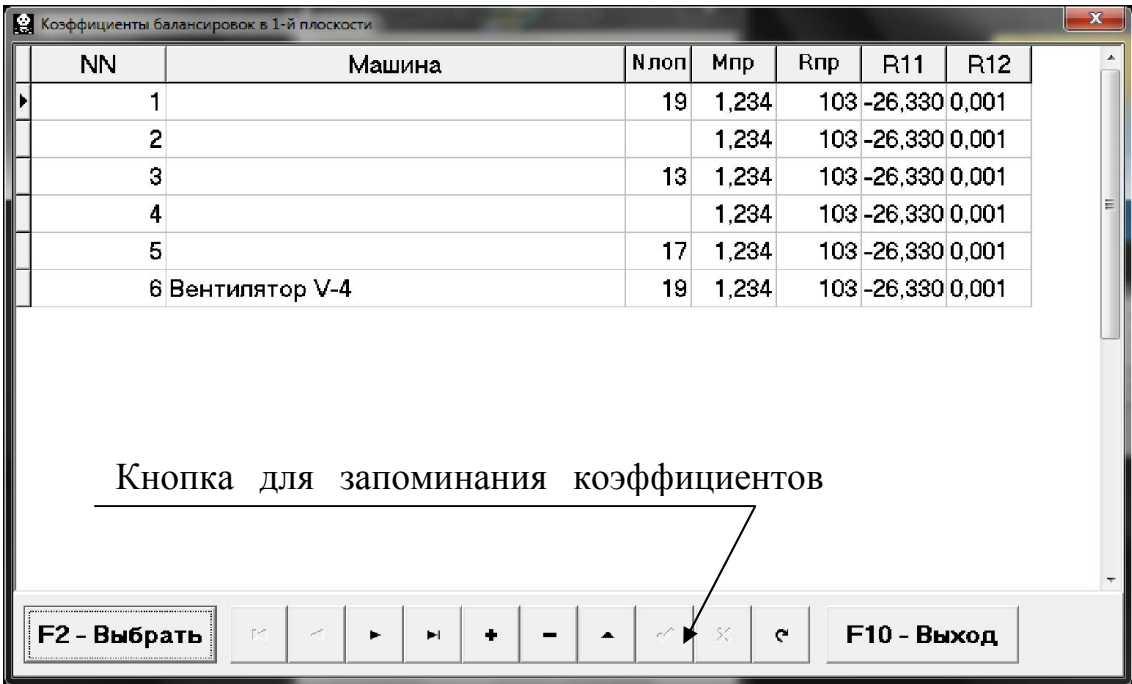 Коэффициенты балансировок в 1-й плоскости
NN Машина Nлоп Мпр Rпр R11 R12
1 19 1,234 103 -26,330 0,001
2 1,234 103 -26,330 0,001
3 13 1,234 103 -26,330 0,001
4 1,234 103 -26,330 0,001
5 17 1,234 103 -26,330 0,001
6 Вентилятор V-4 19 1,234 103 -26,330 0,001
Кнопка для запоминания коэффициентов
F2 - Выбрать F10 - Выход